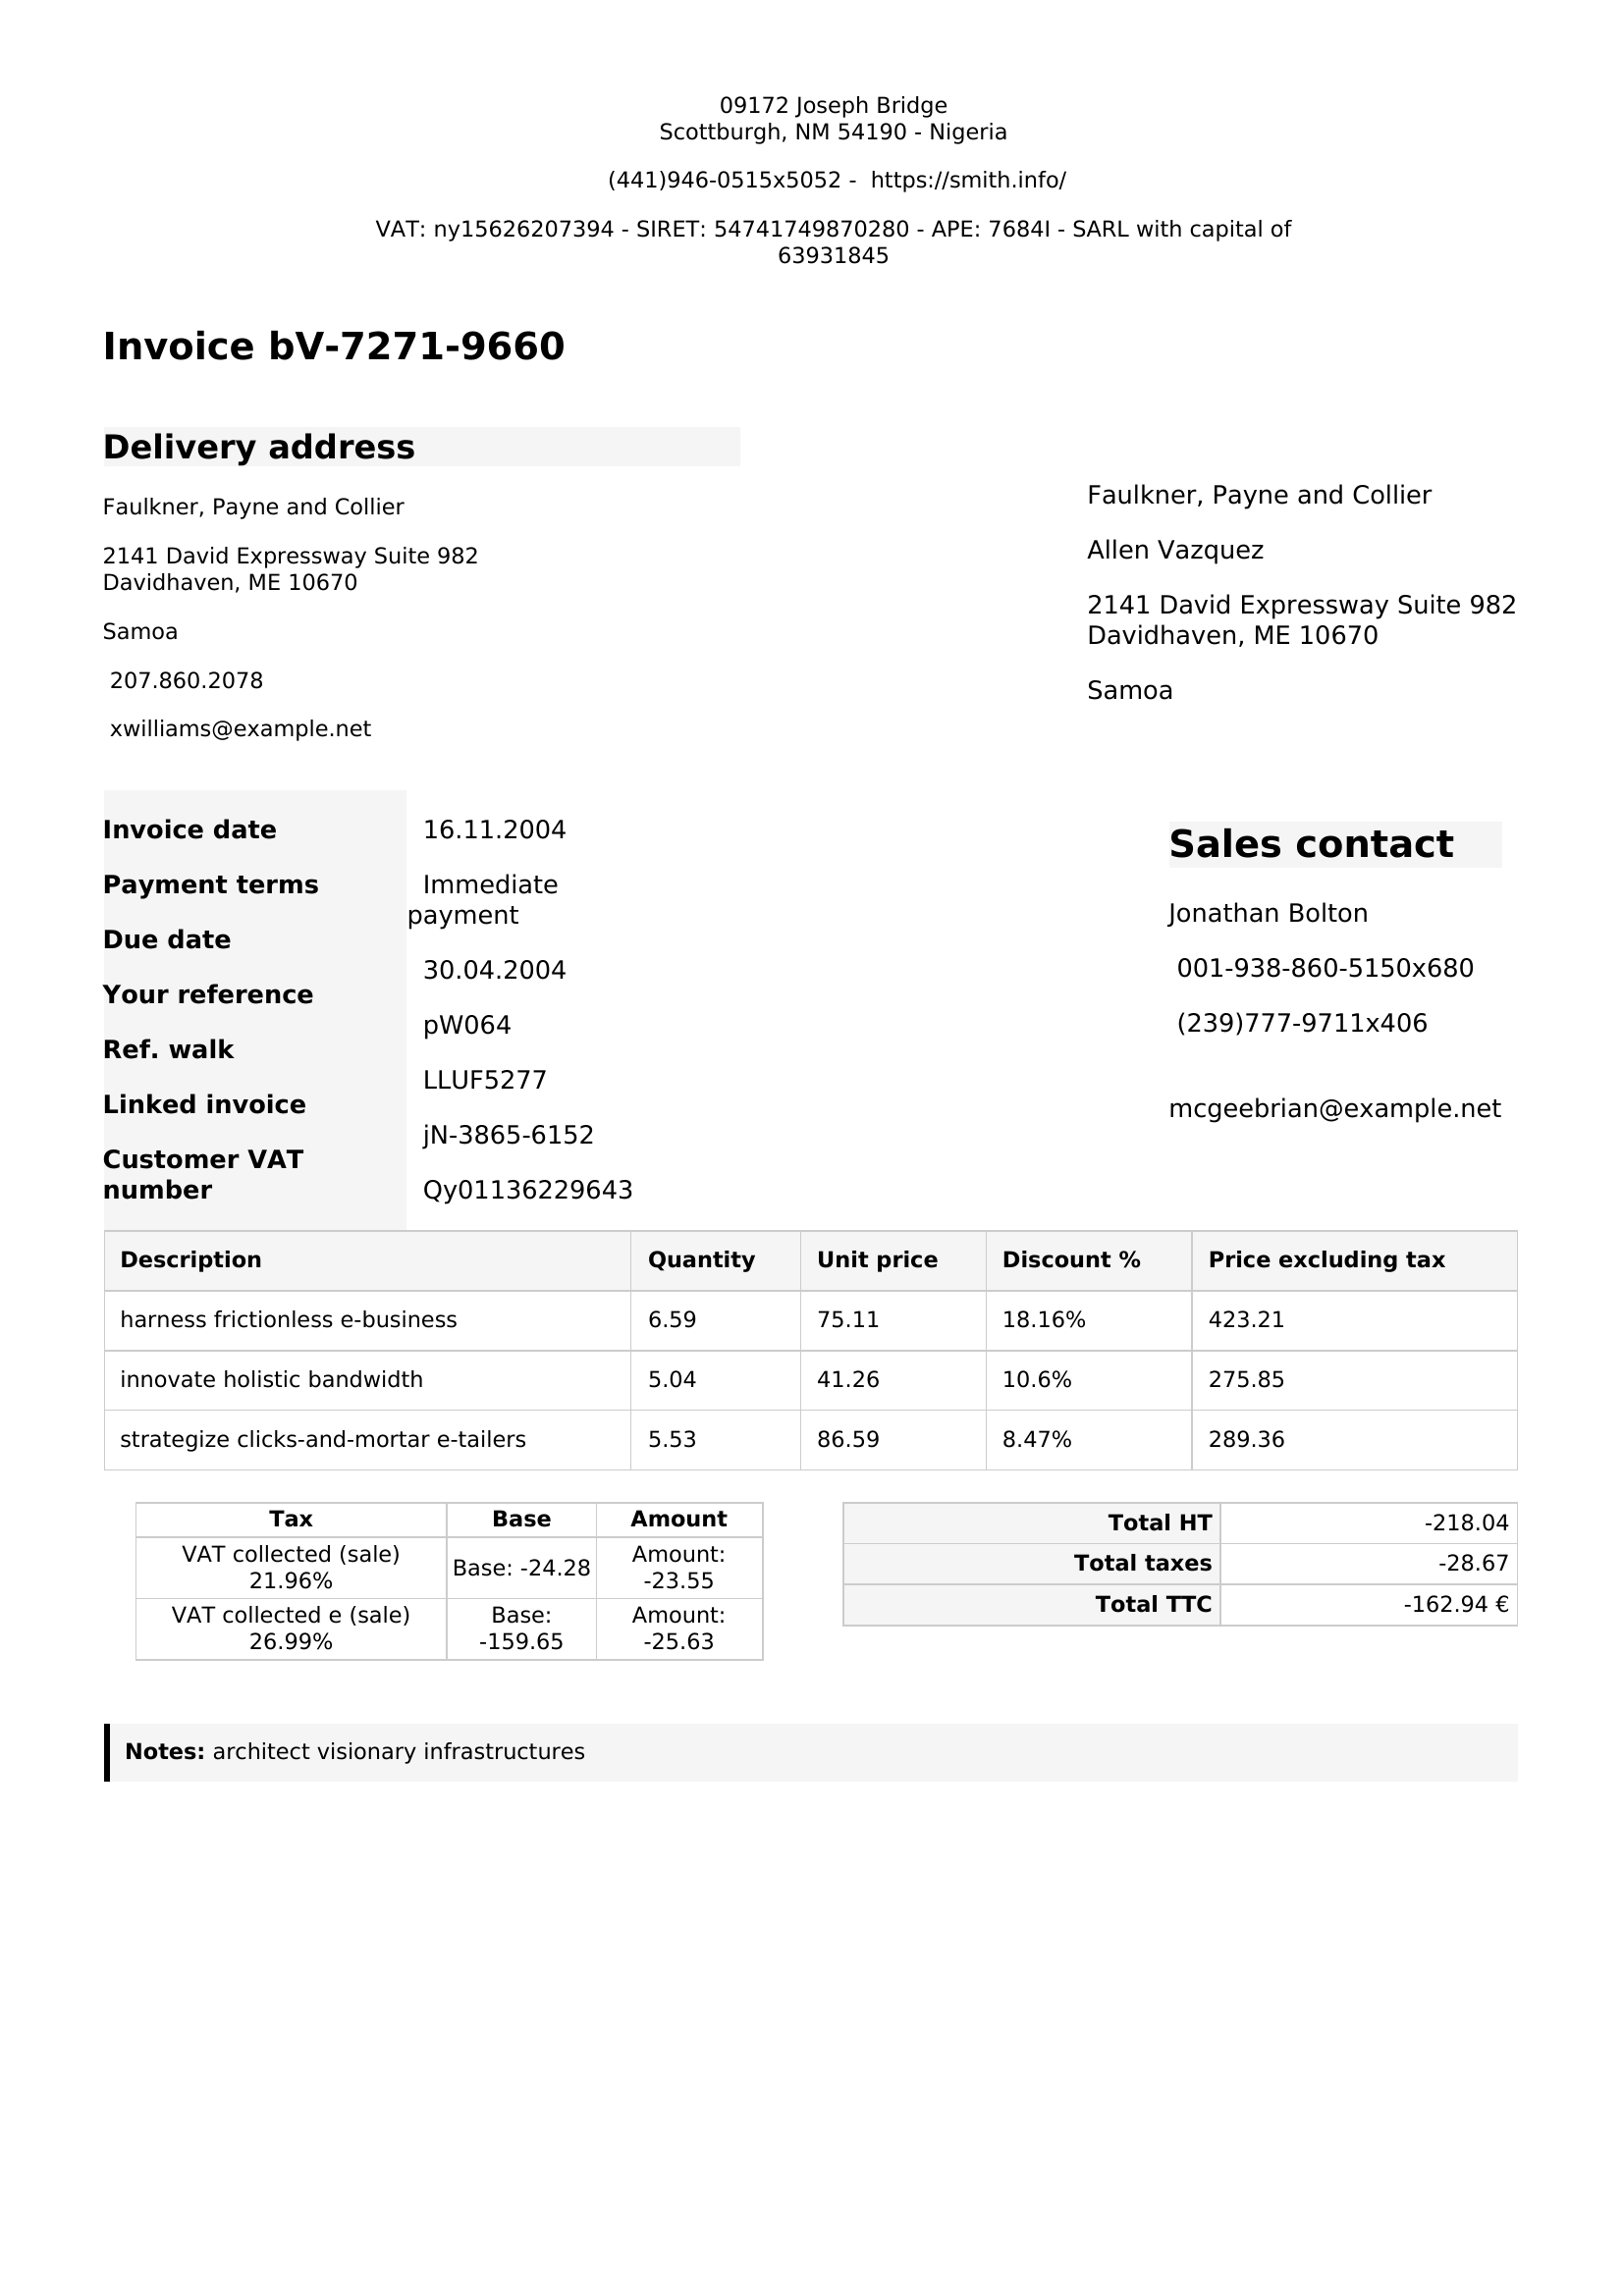 09172 Joseph Bridge
Scottburgh, NM 54190 - Nigeria
(441)946-0515x5052 - https://smith.info/
VAT: ny15626207394 - SIRET: 54741749870280 - APE: 7684I - SARL with capital of
63931845
Invoice bV-7271-9660
Delivery address
Faulkner, Payne and Collier
2141 David Expressway Suite 982
Davidhaven, ME 10670
Samoa
207.860.2078
xwilliams@example.net
Faulkner, Payne and Collier
Allen Vazquez
2141 David Expressway Suite 982
Davidhaven, ME 10670
Samoa
Invoice date
Payment terms
Due date
Your reference
Ref. walk
Linked invoice
Customer VAT
number
16.11.2004
Immediate
payment
30.04.2004
pW064
LLUF5277
jN-3865-6152
Qy01136229643
Sales contact
Jonathan Bolton
001-938-860-5150x680
(239)777-9711x406
mcgeebrian@example.net
Description Quantity Unit price Discount % Price excluding tax
harness frictionless e-business 6.59 75.11 18.16% 423.21
innovate holistic bandwidth 5.04 41.26 10.6% 275.85
strategize clicks-and-mortar e-tailers 5.53 86.59 8.47% 289.36
Tax Base Amount
VAT collected (sale)
21.96%
Base: -24.28
Amount:
-23.55
VAT collected e (sale)
26.99%
Base:
-159.65
Amount:
-25.63
Total HT -218.04
Total taxes -28.67
Total TTC -162.94 €
Notes: architect visionary infrastructures